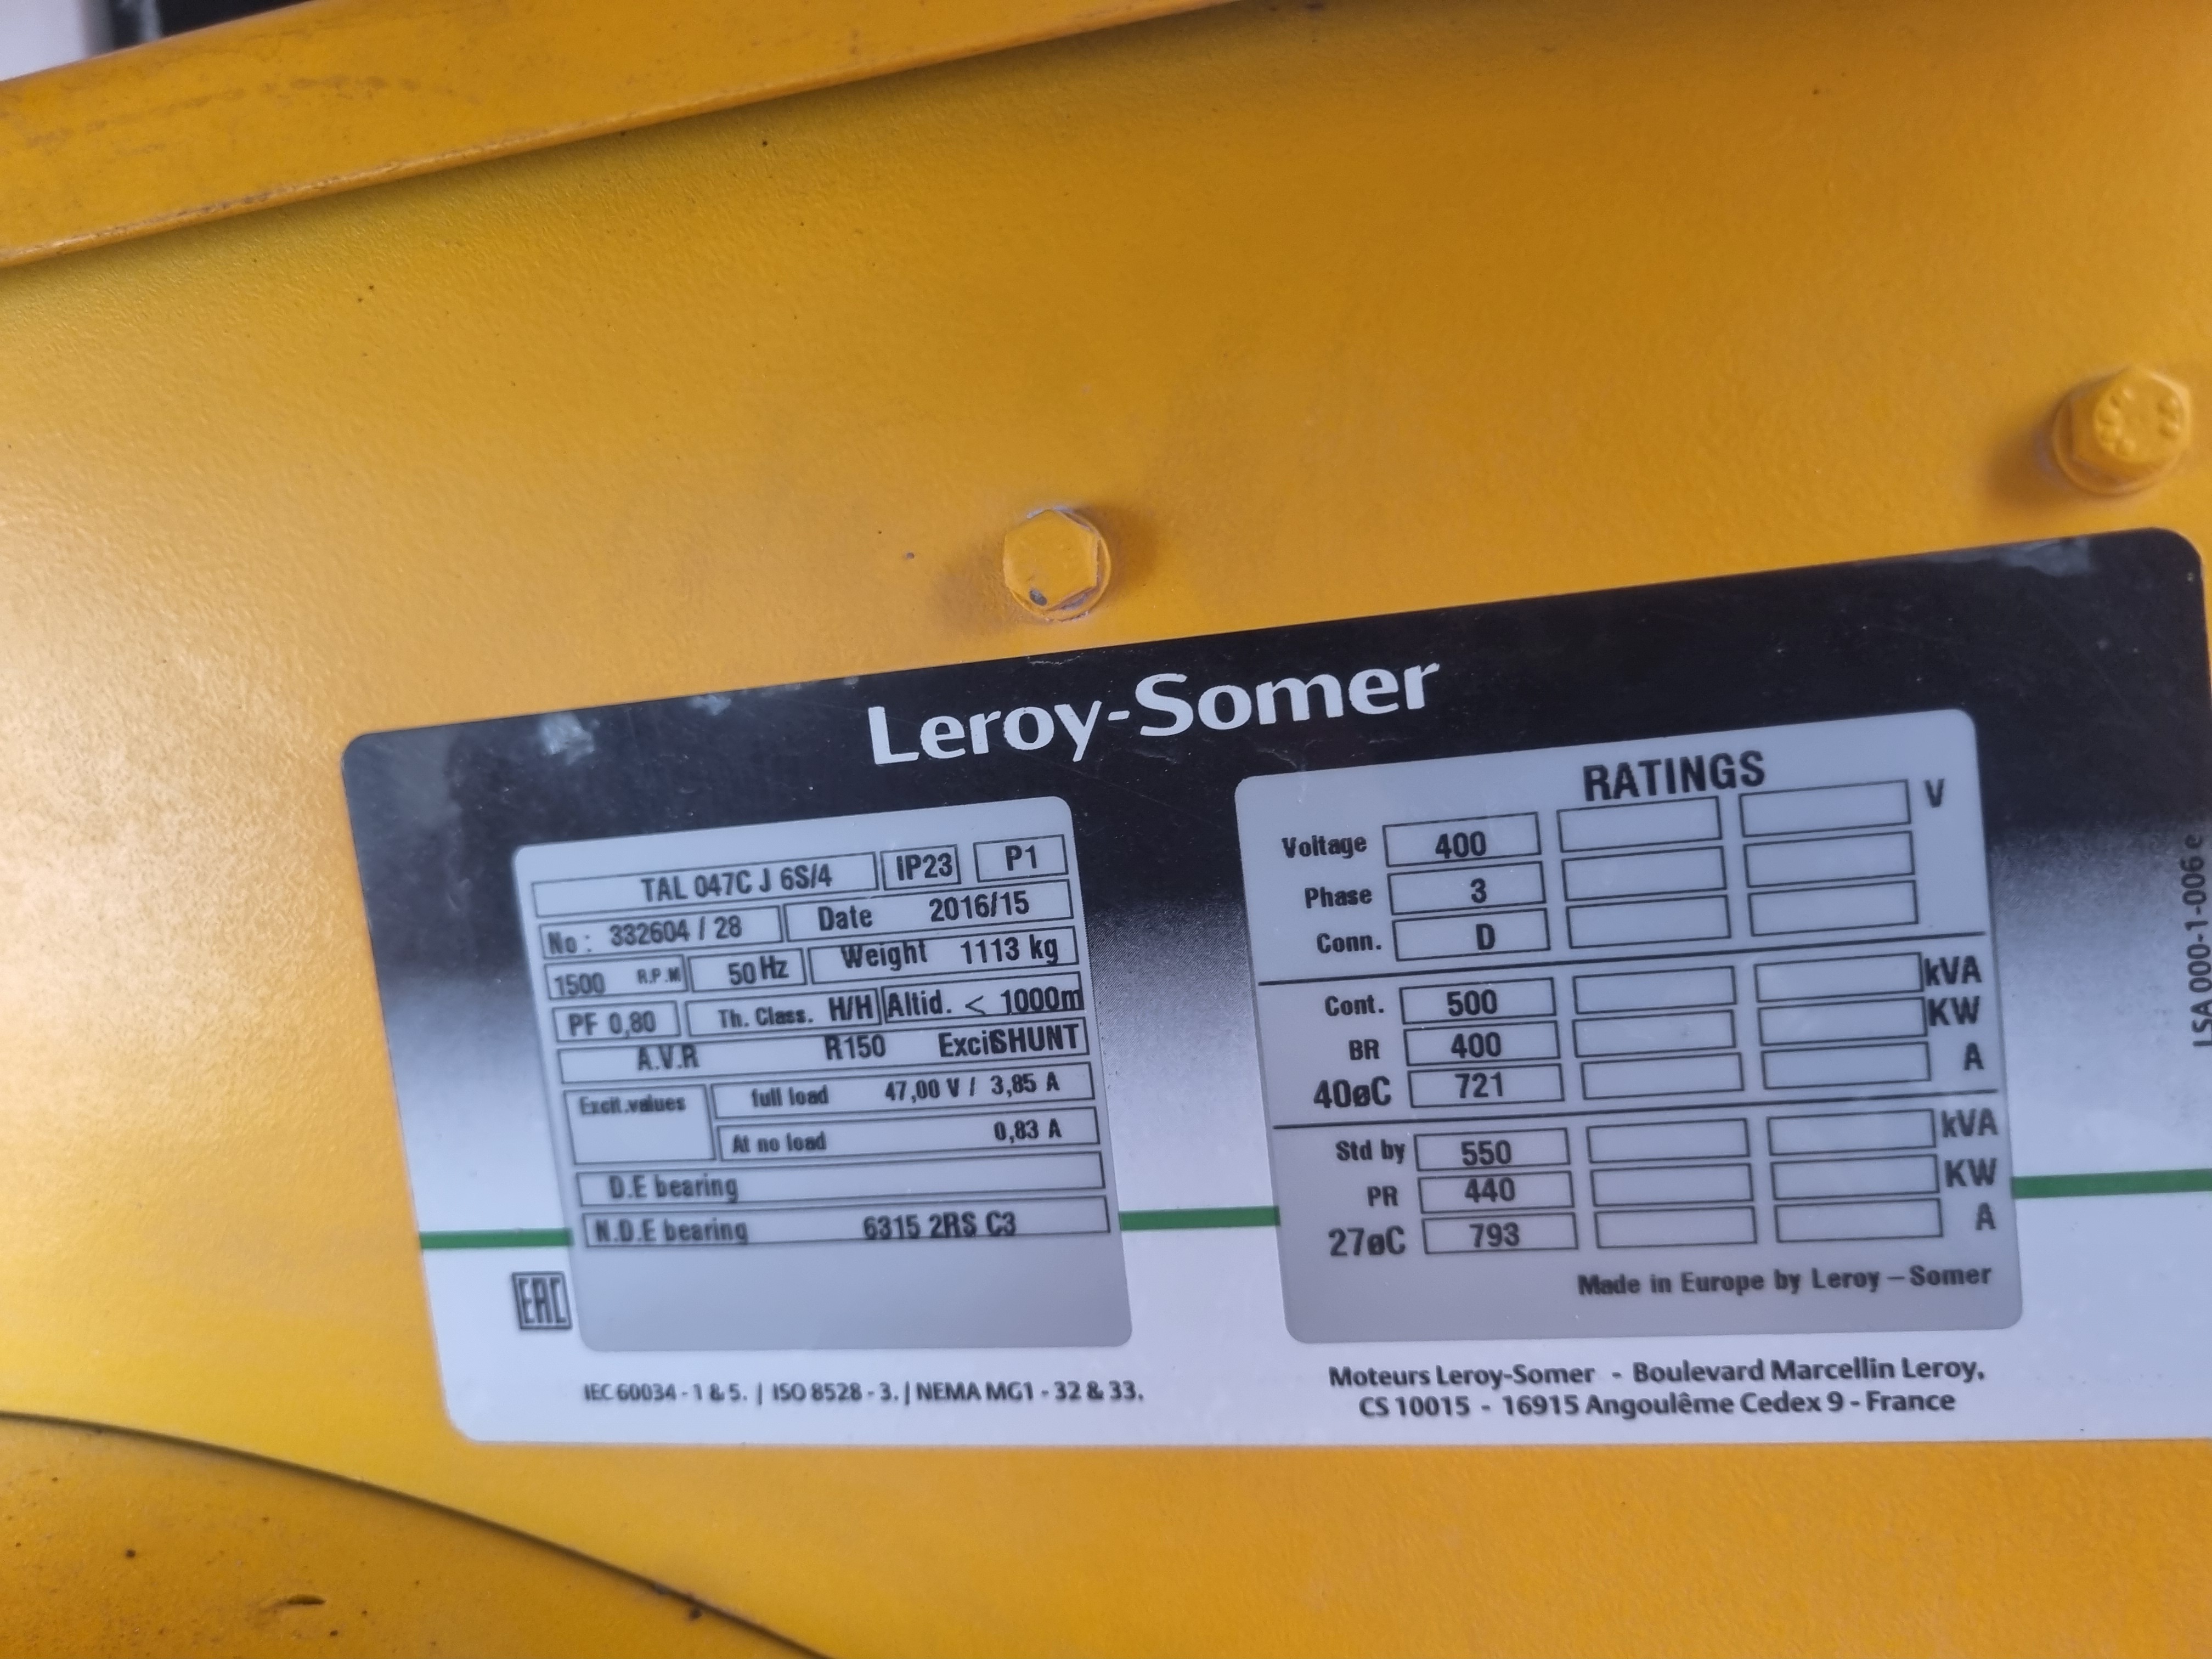 Leroy-Somer
TAL 047C J 6S/4 IP23 P1
No : 332604 / 28 Date 2016/15
1500 R.P.M 50 Hz Weight 1113 kg
PF 0,80 Th. Class. H/H Altid. < 1000m
A.V.R R150 Excit SHUNT
Excit.values full load 47,00 V / 3,85 A
At no load 0,83 A
D.E bearing
N.D.E bearing 6315 2RS C3
EAC
IEC 60034 - 1 & 5. | ISO 8528 - 3. | NEMA MG1 - 32 & 33.
RATINGS
Voltage 400 V
Phase 3
Conn. D
Cont. 500 kVA
BR 400 KW
40øC 721 A
Std by 550 kVA
PR 440 KW
27øC 793 A
Made in Europe by Leroy – Somer
Moteurs Leroy-Somer - Boulevard Marcellin Leroy,
CS 10015 - 16915 Angoulême Cedex 9 - France
LSA 000-1-006 e